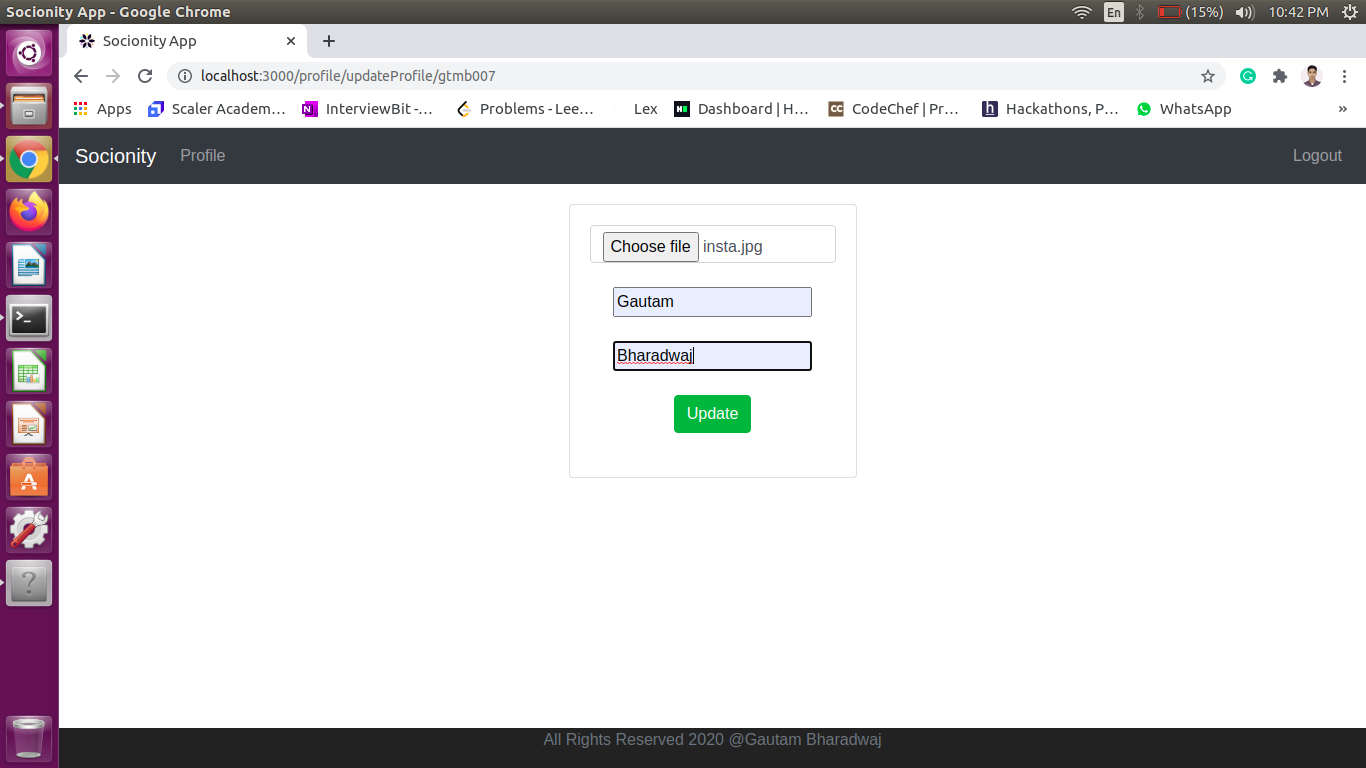 Socionity App - Google Chrome
En (15%) 10:42 PM
Socionity App
localhost:3000/profile/updateProfile/gtmb007
Apps Scaler Academ… InterviewBit -… Problems - Lee… Lex Dashboard | H… CodeChef | Pr… Hackathons, P… WhatsApp »
Socionity Profile Logout
Choose file insta.jpg
Gautam
Bharadwaj
Update
All Rights Reserved 2020 @Gautam Bharadwaj